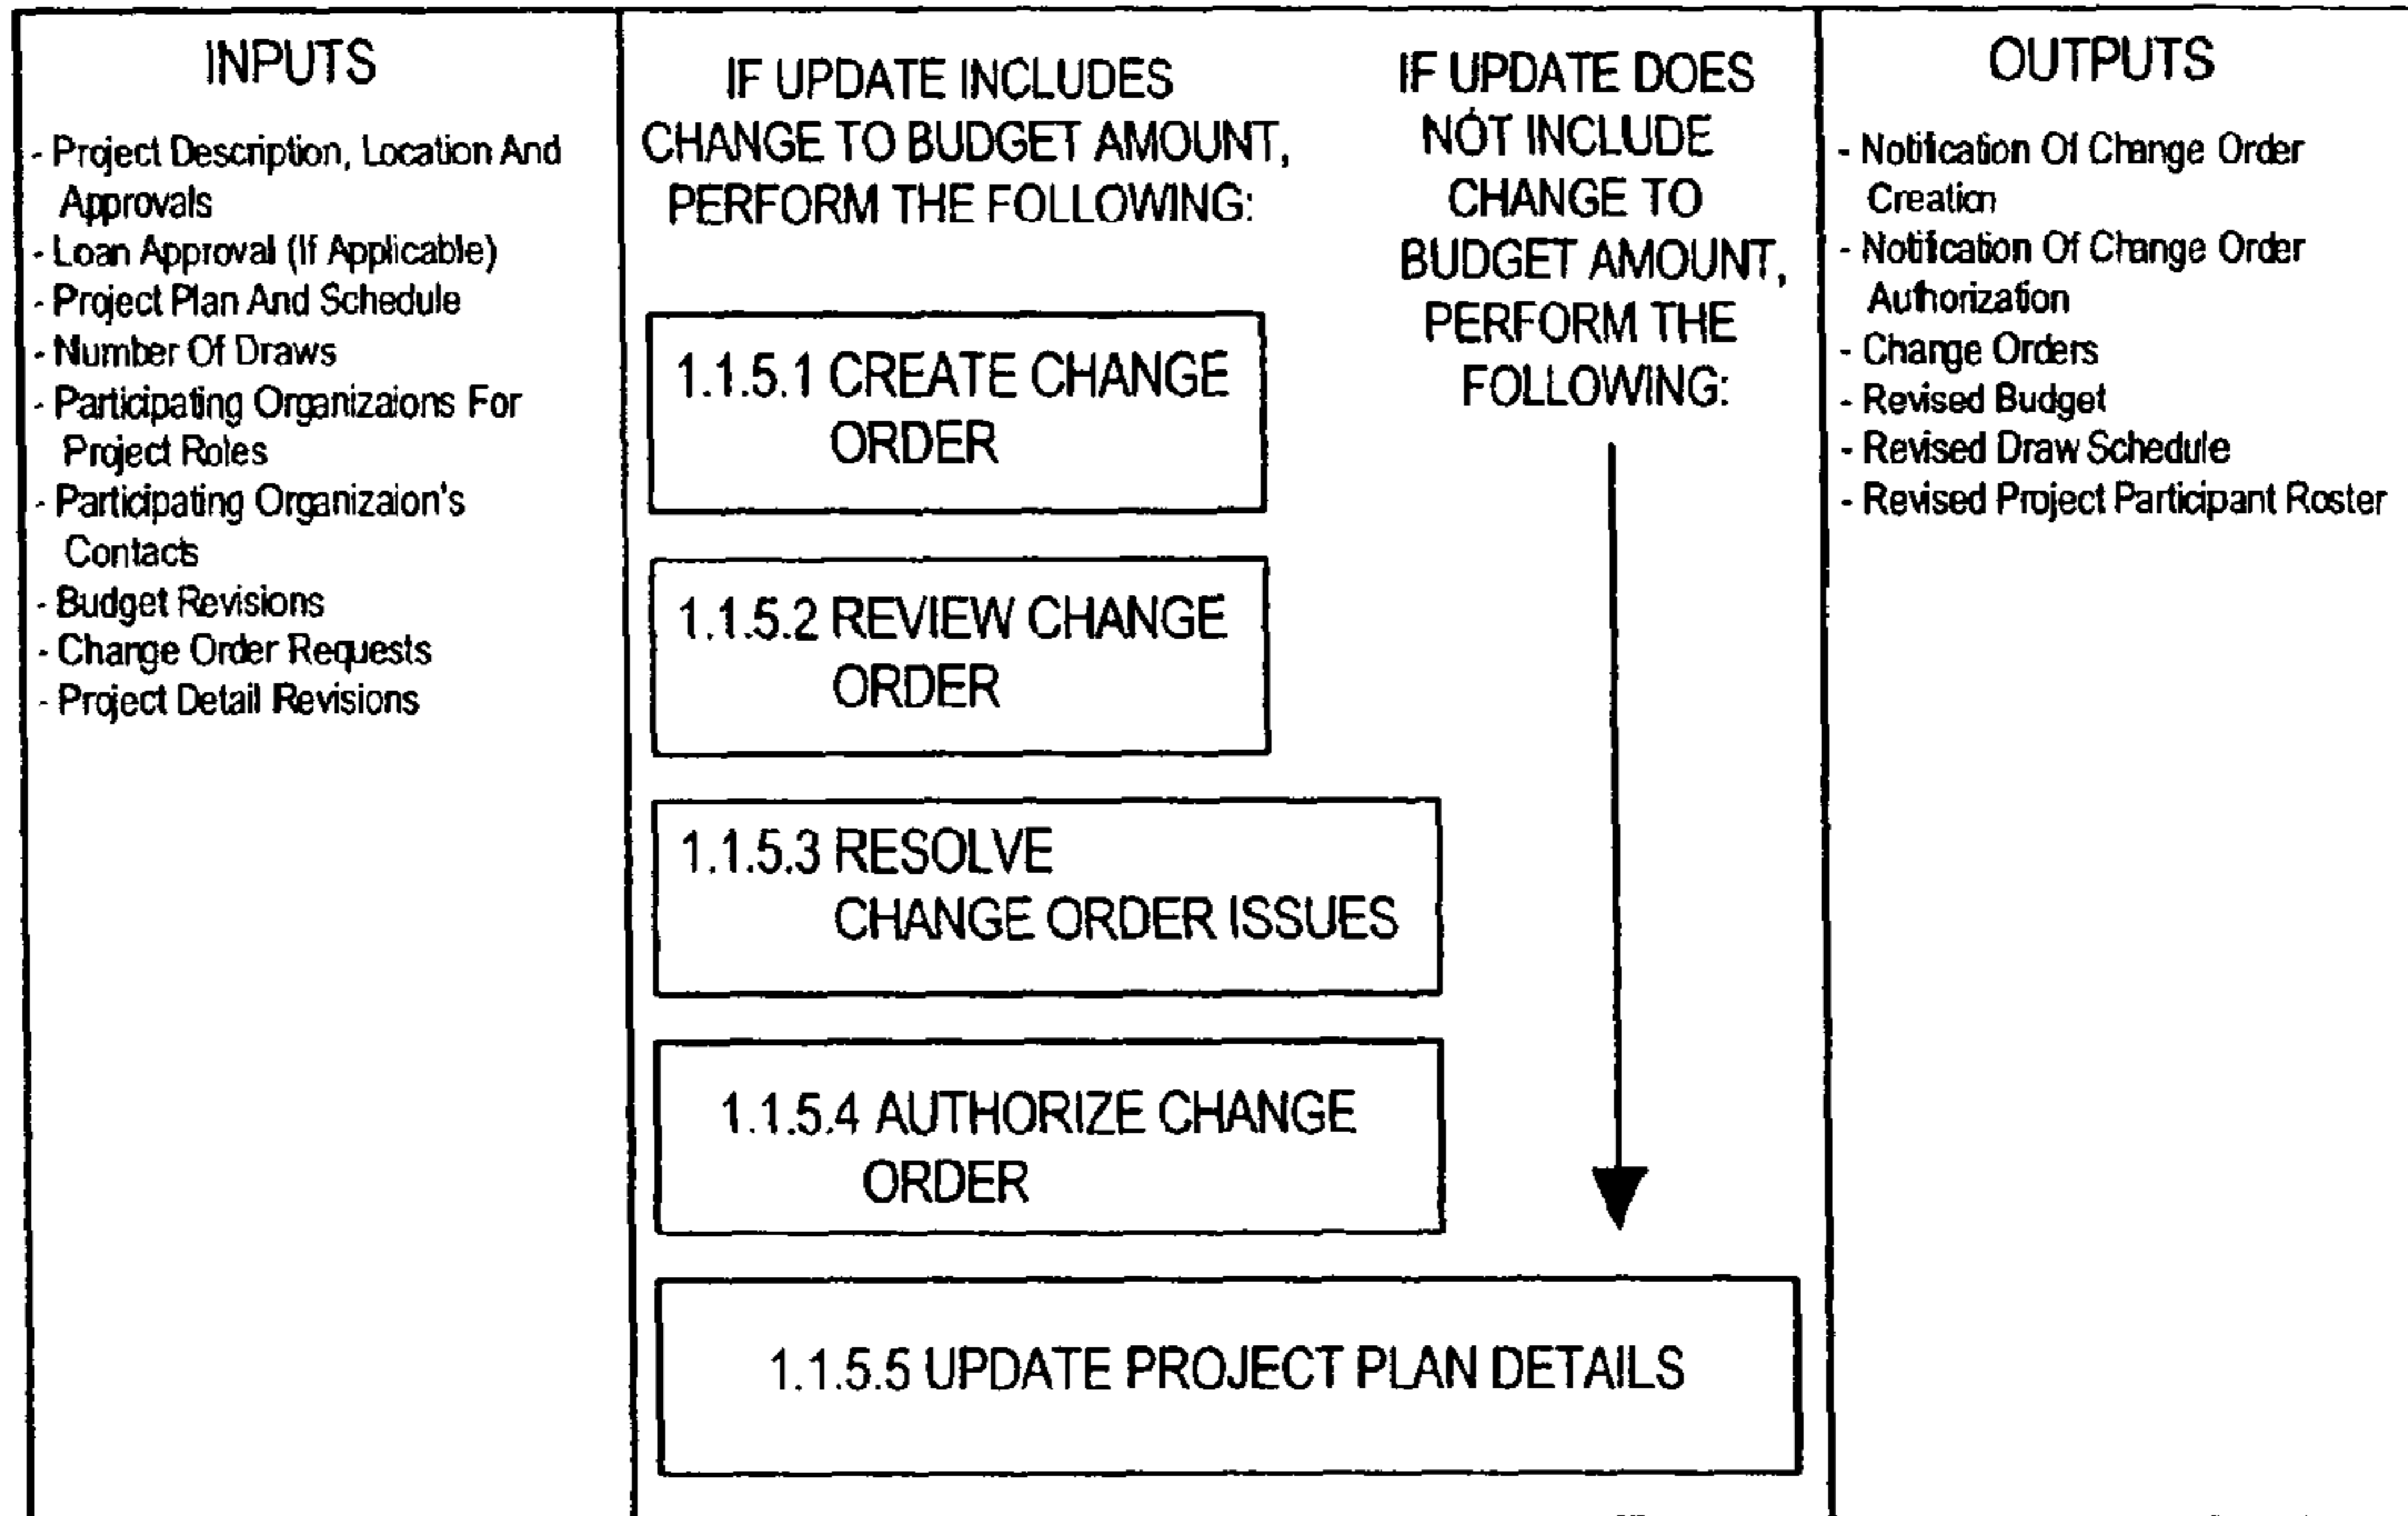 INPUTS
- Project Description, Location And
Approvals
- Loan Approval (If Applicable)
- Project Plan And Schedule
- Number Of Draws
- Participating Organizaions For
Project Roles
- Participating Organizaion's
Contacts
- Budget Revisions
- Change Order Requests
- Project Detail Revisions
IF UPDATE INCLUDES
CHANGE TO BUDGET AMOUNT,
PERFORM THE FOLLOWING:
1.1.5.1 CREATE CHANGE
ORDER
1.1.5.2 REVIEW CHANGE
ORDER
1.1.5.3 RESOLVE
CHANGE ORDER ISSUES
1.1.5.4 AUTHORIZE CHANGE
ORDER
IF UPDATE DOES
NOT INCLUDE
CHANGE TO
BUDGET AMOUNT,
PERFORM THE
FOLLOWING:
1.1.5.5 UPDATE PROJECT PLAN DETAILS
OUTPUTS
- Notification Of Change Order
Creation
- Notification Of Change Order
Authorization
- Change Orders
- Revised Budget
- Revised Draw Schedule
- Revised Project Participant Roster